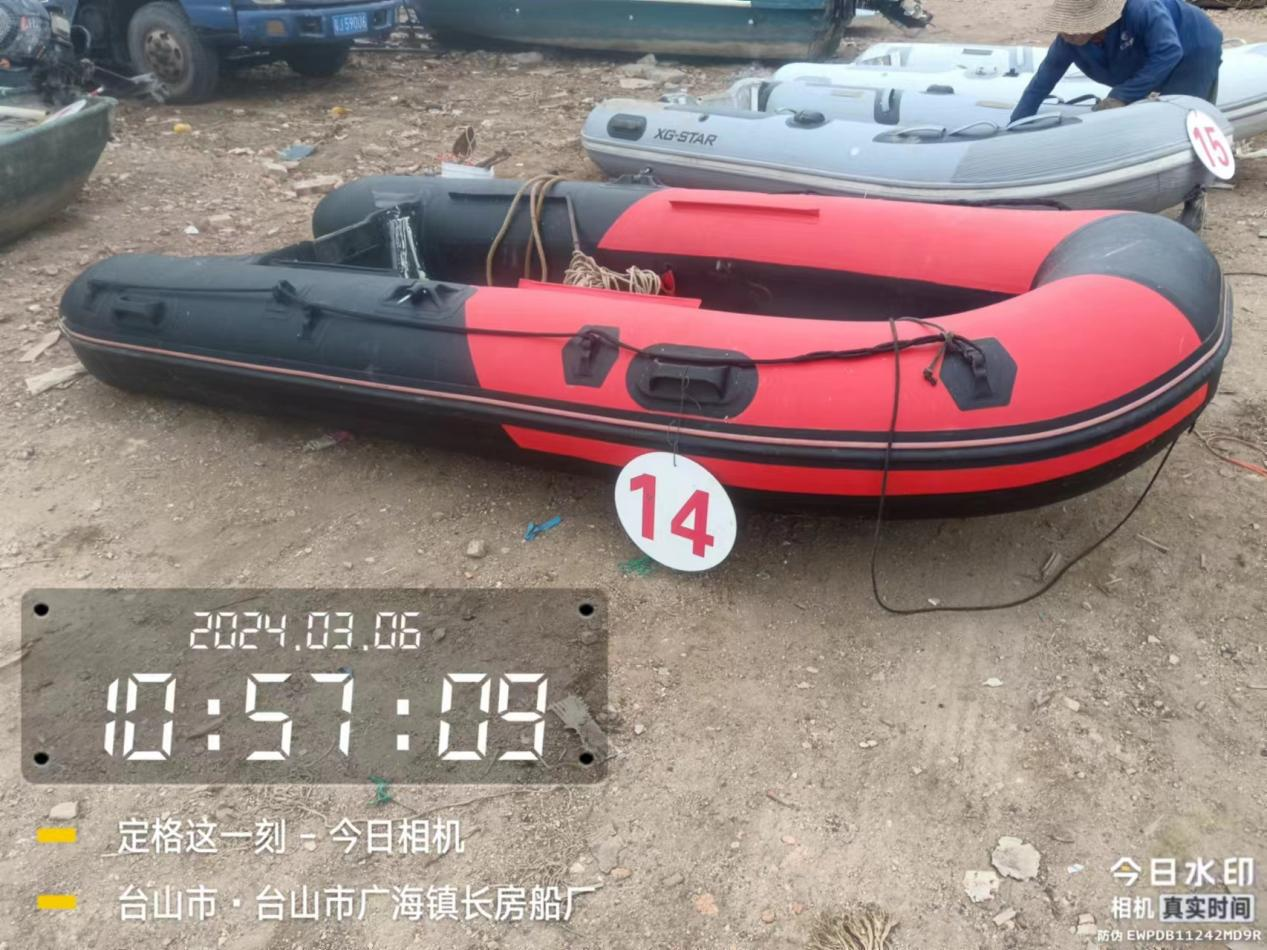 XG-STAR
15
14
2024.03.06
10:57:09
定格这一刻 - 今日相机
台山市·台山市广海镇长房船厂
今日水印
相机 真实时间
防伪 EWPDB11242MD9R